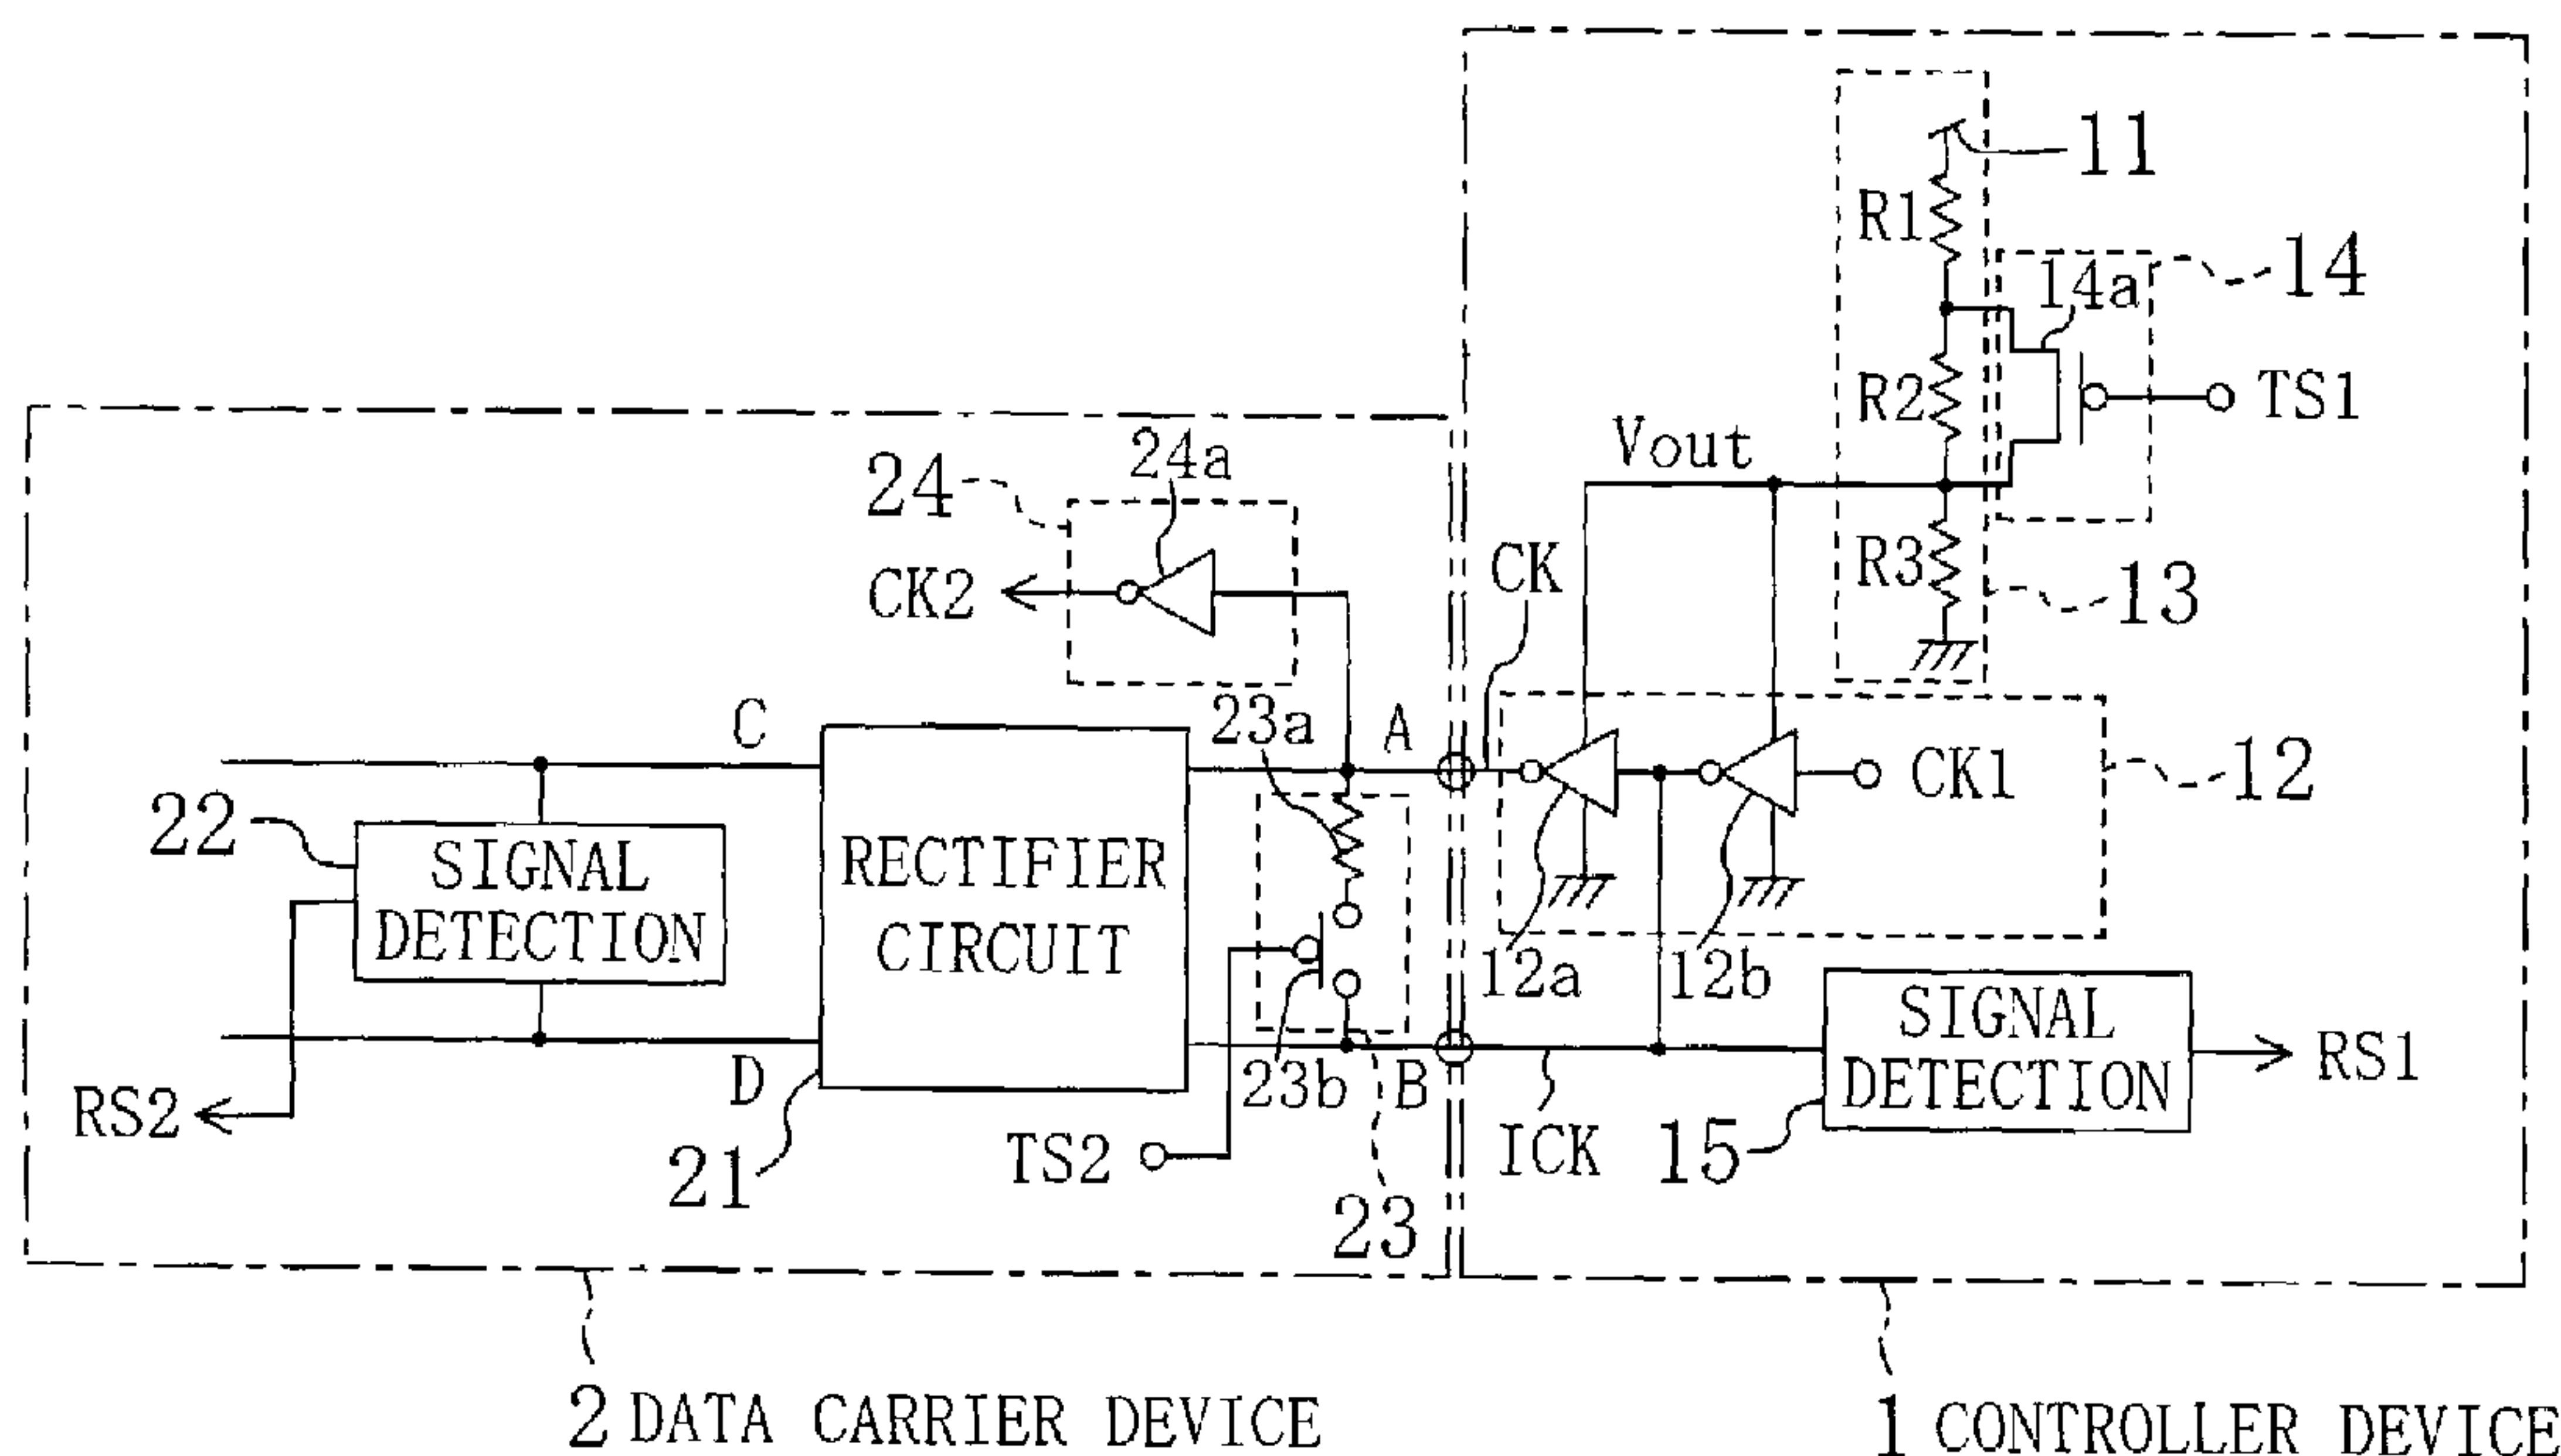 11
R1
14
14a
R2
TS1
Vout
24a
24
CK
R3
CK2
13
C
23a
A
CK1
12
22
SIGNAL
DETECTION
RECTIFIER
CIRCUIT
12a
12b
SIGNAL
DETECTION
RS1
D
23b
B
RS2
TS2
ICK
15
21
23
2 DATA CARRIER DEVICE
1 CONTROLLER DEVICE